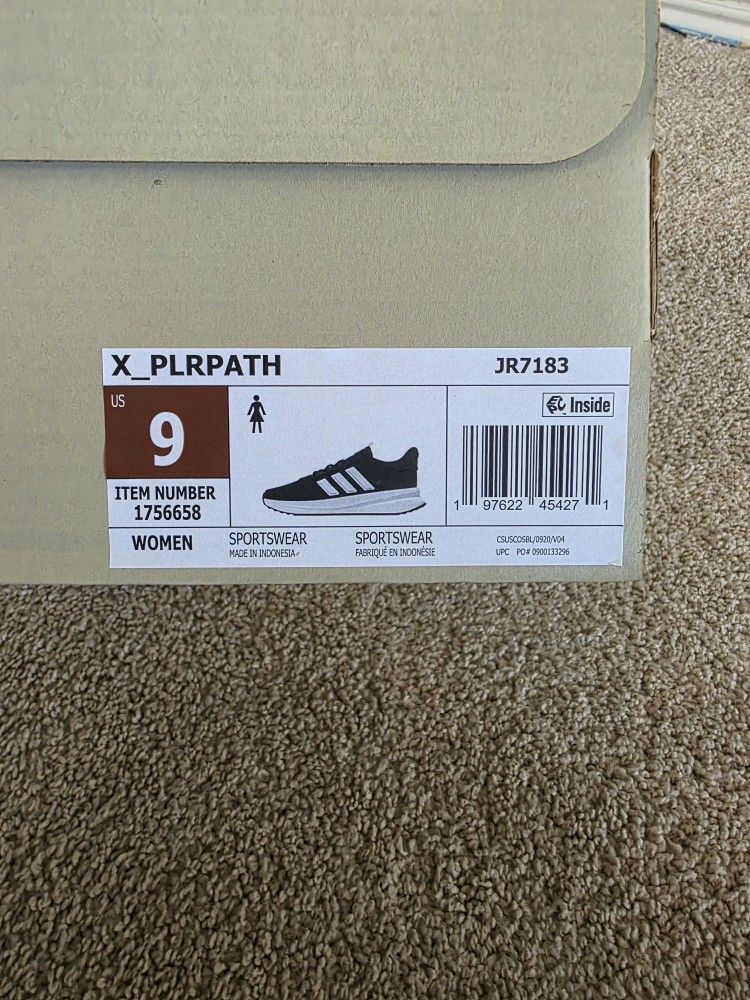 X_PLRPATH JR7183
US
9
Inside
ITEM NUMBER
1756658
1 97622 45427 1
WOMEN
SPORTSWEAR
MADE IN INDONESIA
SPORTSWEAR
FABRIQUÉ EN INDONÉSIE
CSUSCOSBL/0920/V04
UPC PO# 0900133296